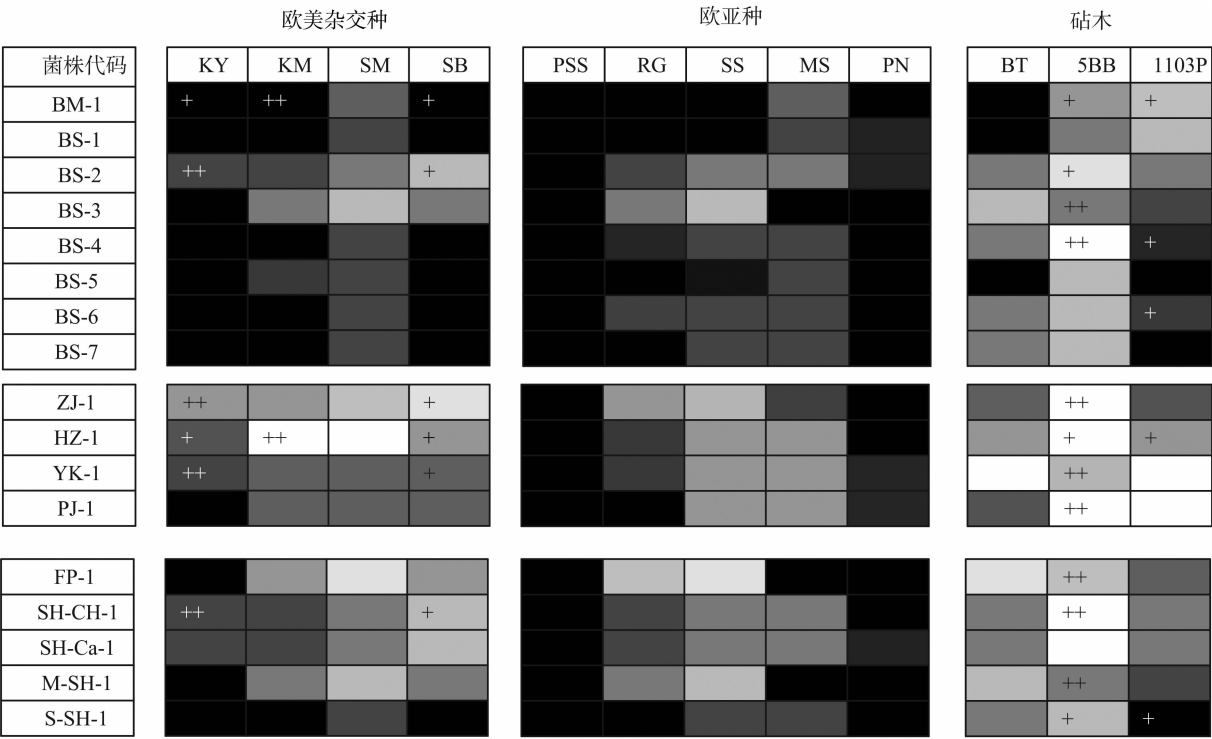 欧美杂交种 欧亚种 砧木
菌株代码 KY KM SM SB PSS RG SS MS PN BT 5BB 1103P
BM-1 + ++ + + +
BS-1
BS-2 ++ + +
BS-3 ++
BS-4 ++ +
BS-5
BS-6 +
BS-7
ZJ-1 ++ + ++
HZ-1 + ++ + + +
YK-1 ++ + ++
PJ-1 ++
FP-1 ++
SH-CH-1 ++ + ++
SH-Ca-1
M-SH-1 ++
S-SH-1 + +